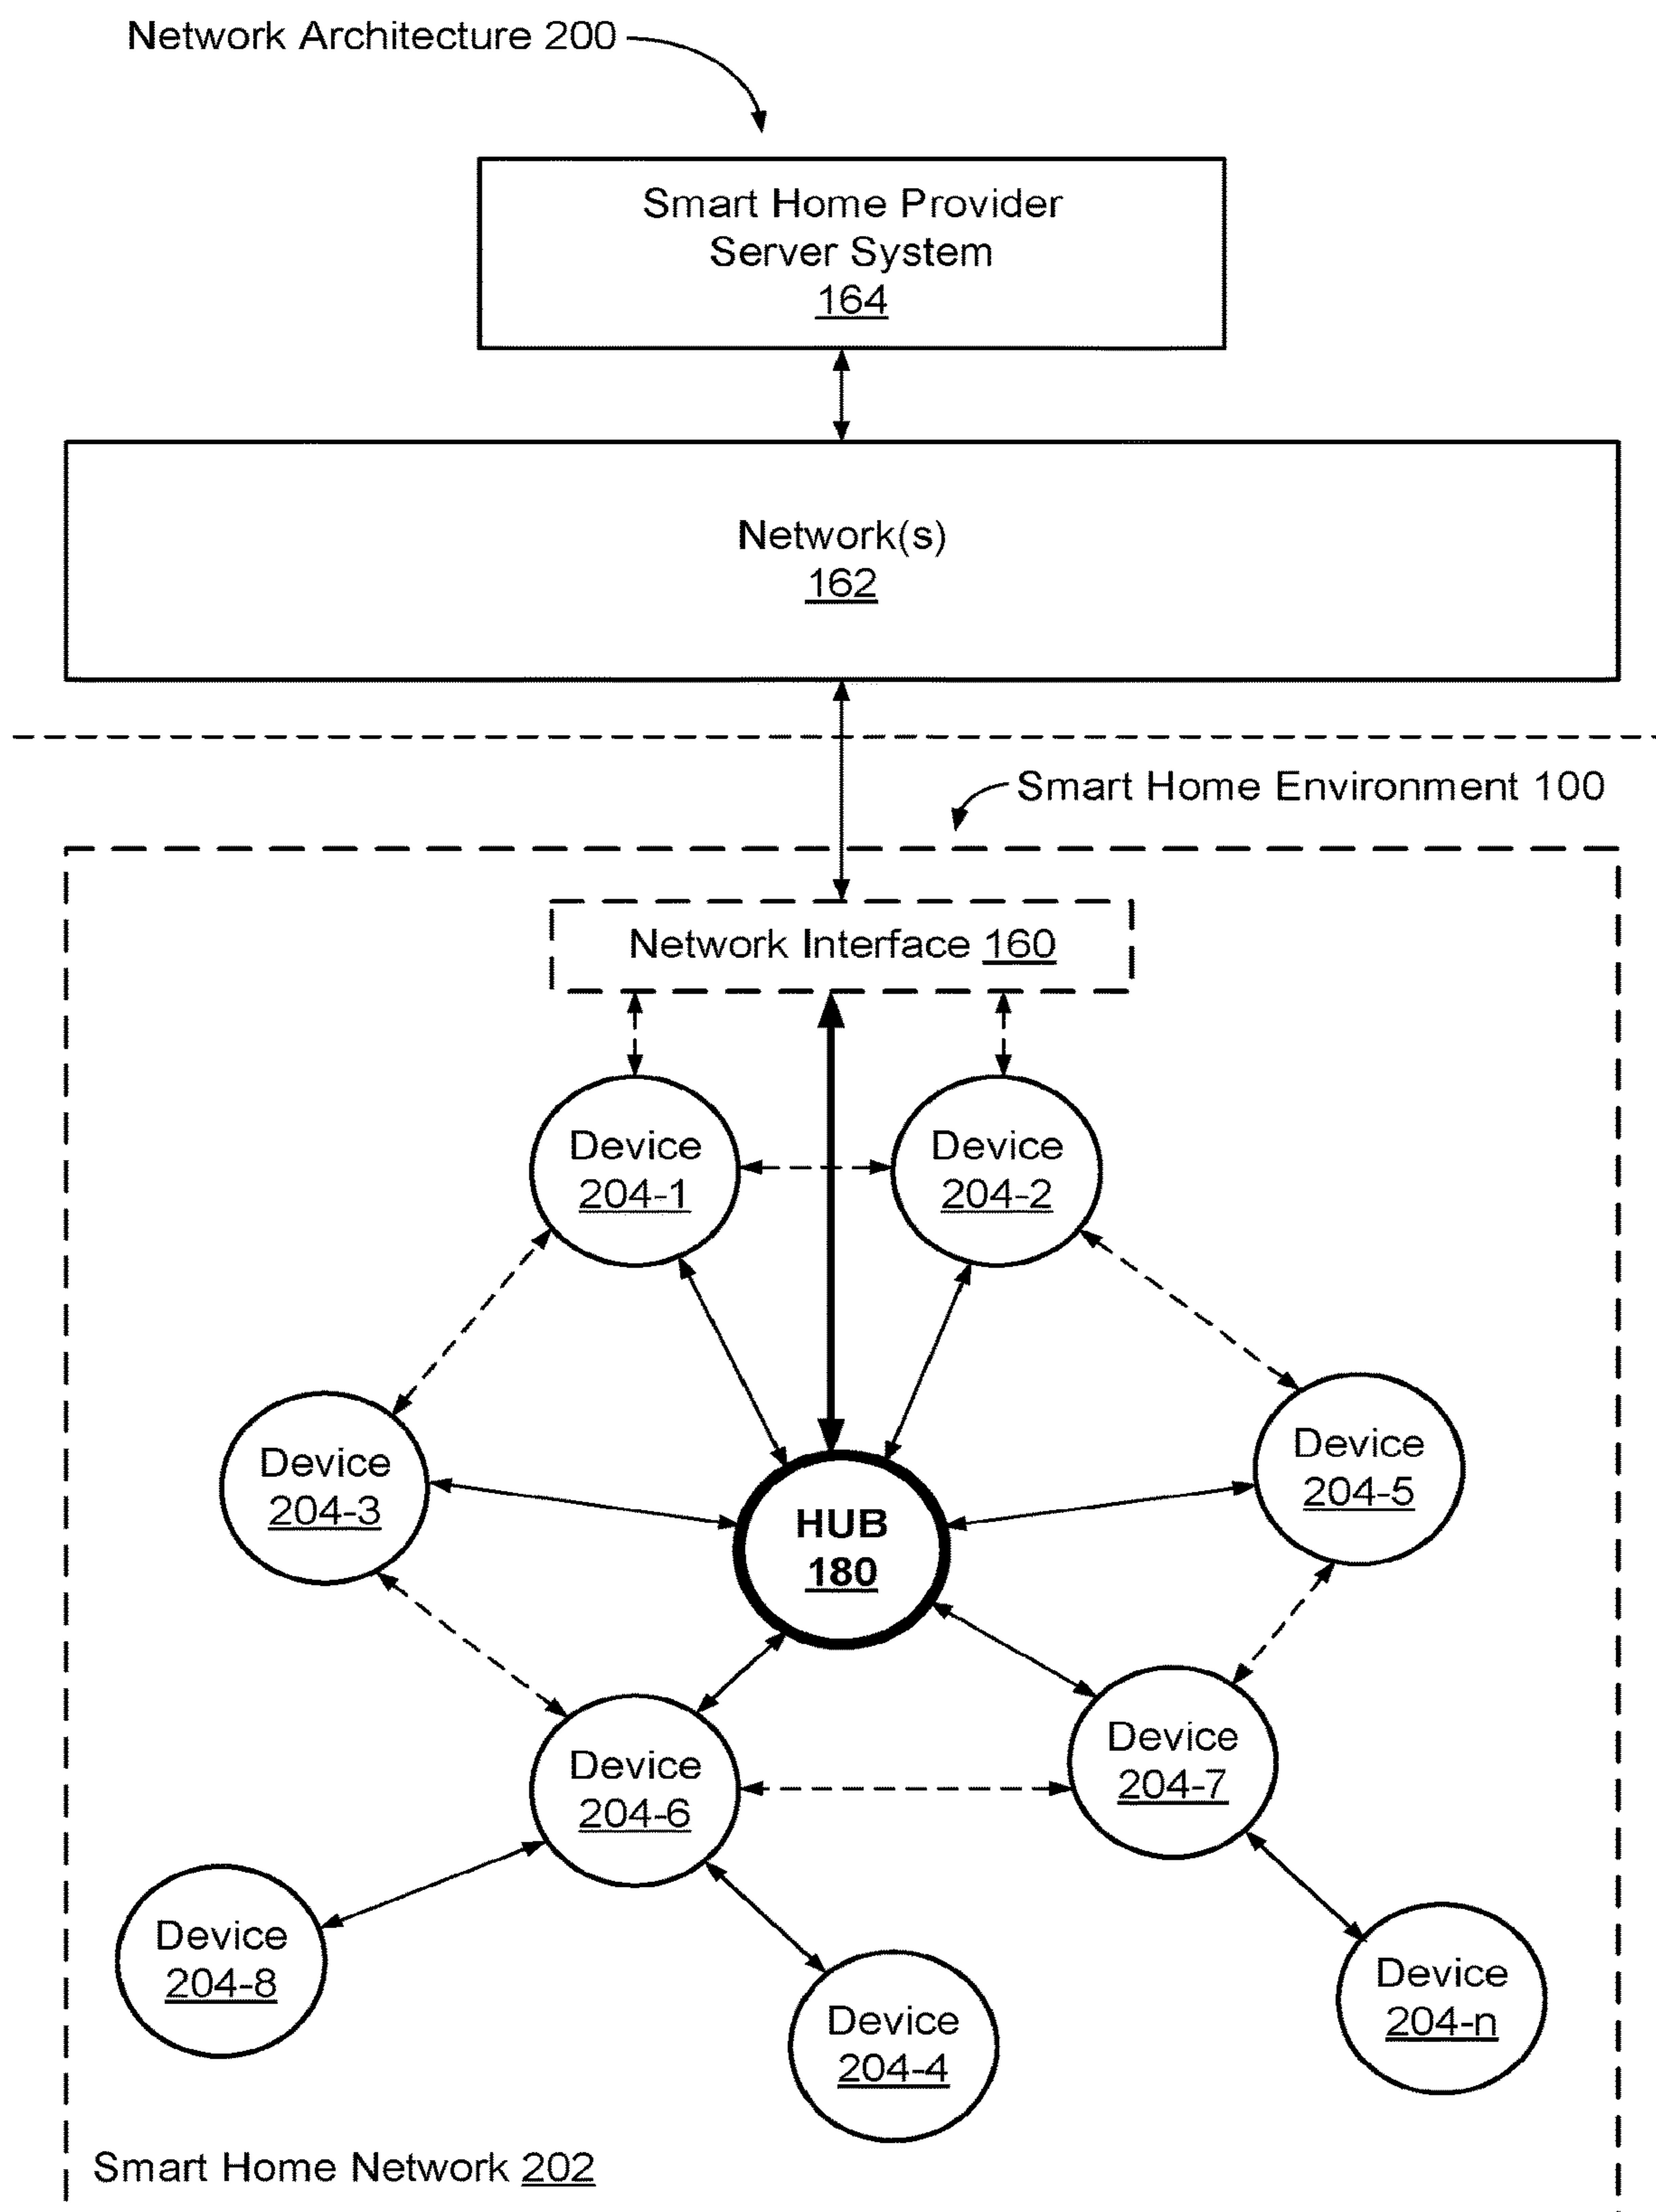 Network Architecture 200
Smart Home Provider
Server System
164
Network(s)
162
Smart Home Environment 100
Network Interface 160
Device
204-1
Device
204-2
Device
204-3
Device
204-5
HUB
180
Device
204-6
Device
204-7
Device
204-8
Device
204-4
Device
204-n
Smart Home Network 202